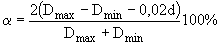 α = 2(Dmax − Dmin − 0,02d) / (Dmax + Dmin) 100%